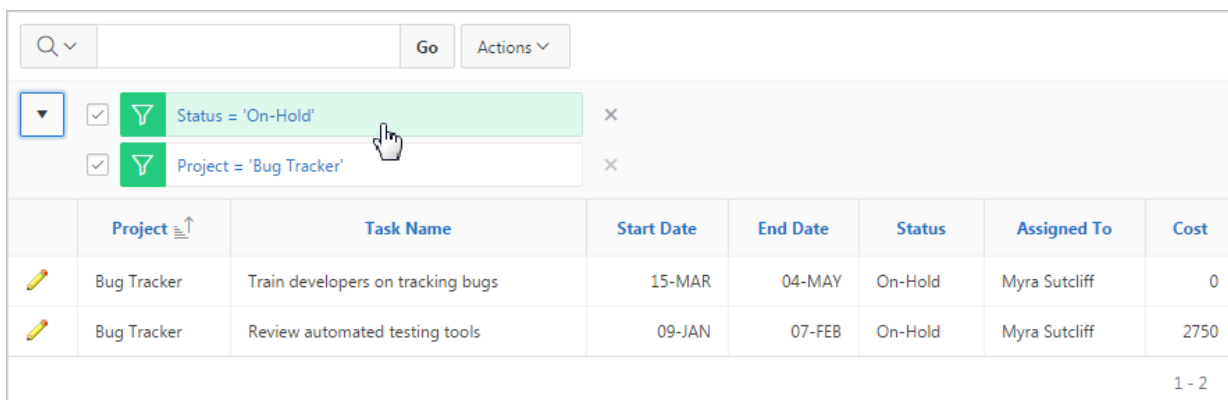 Go Actions
Status = 'On-Hold'
Project = 'Bug Tracker'
Project Task Name Start Date End Date Status Assigned To Cost
Bug Tracker Train developers on tracking bugs 15-MAR 04-MAY On-Hold Myra Sutcliff 0
Bug Tracker Review automated testing tools 09-JAN 07-FEB On-Hold Myra Sutcliff 2750
1 - 2